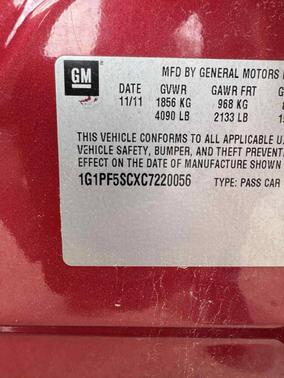 GM
MFD BY GENERAL MOTORS
DATE GVWR GAWR FRT
11/11 1856 KG 968 KG
4090 LB 2133 LB
THIS VEHICLE CONFORMS TO ALL APPLICABLE U
VEHICLE SAFETY, BUMPER, AND THEFT PREVEN
EFFECT ON THE DATE OF MANUFACTURE SHOWN
1G1PF5SCXC7220056 TYPE: PASS CAR